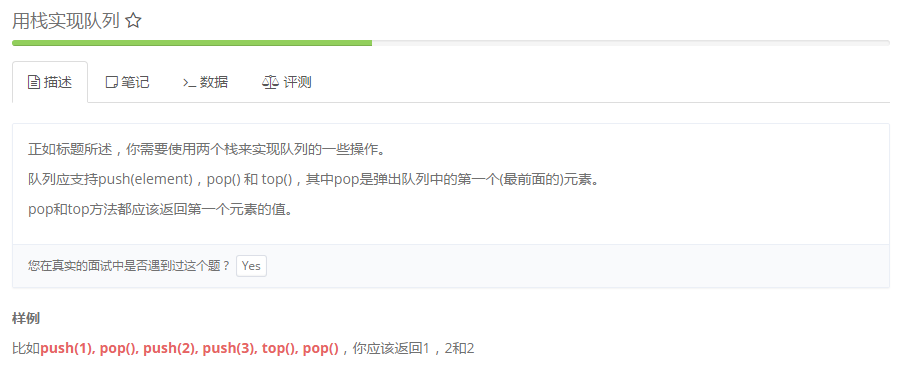 用栈实现队列
描述 笔记 数据 评测
正如标题所述，你需要使用两个栈来实现队列的一些操作。
队列应支持push(element)，pop() 和 top()，其中pop是弹出队列中的第一个(最前面的)元素。
pop和top方法都应该返回第一个元素的值。
您在真实的面试中是否遇到过这个题？ Yes
样例
比如push(1), pop(), push(2), push(3), top(), pop()，你应该返回1，2和2